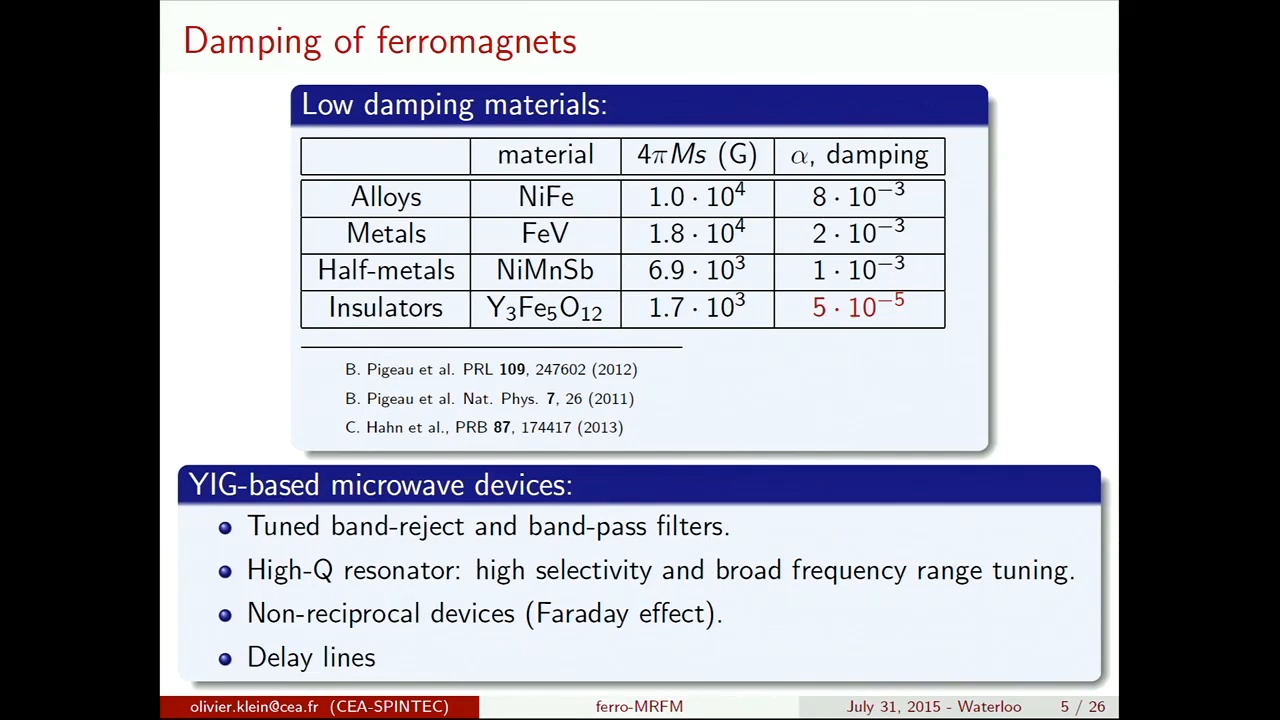 Damping of ferromagnets
Low damping materials:
material 4πMs (G) α, damping
Alloys NiFe 1.0 · 10⁴ 8 · 10⁻³
Metals FeV 1.8 · 10⁴ 2 · 10⁻³
Half-metals NiMnSb 6.9 · 10³ 1 · 10⁻³
Insulators Y₃Fe₅O₁₂ 1.7 · 10³ 5 · 10⁻⁵
B. Pigeau et al. PRL 109, 247602 (2012)
B. Pigeau et al. Nat. Phys. 7, 26 (2011)
C. Hahn et al., PRB 87, 174417 (2013)
YIG-based microwave devices:
Tuned band-reject and band-pass filters.
High-Q resonator: high selectivity and broad frequency range tuning.
Non-reciprocal devices (Faraday effect).
Delay lines
olivier.klein@cea.fr (CEA-SPINTEC) ferro-MRFM July 31, 2015 - Waterloo 5 / 26